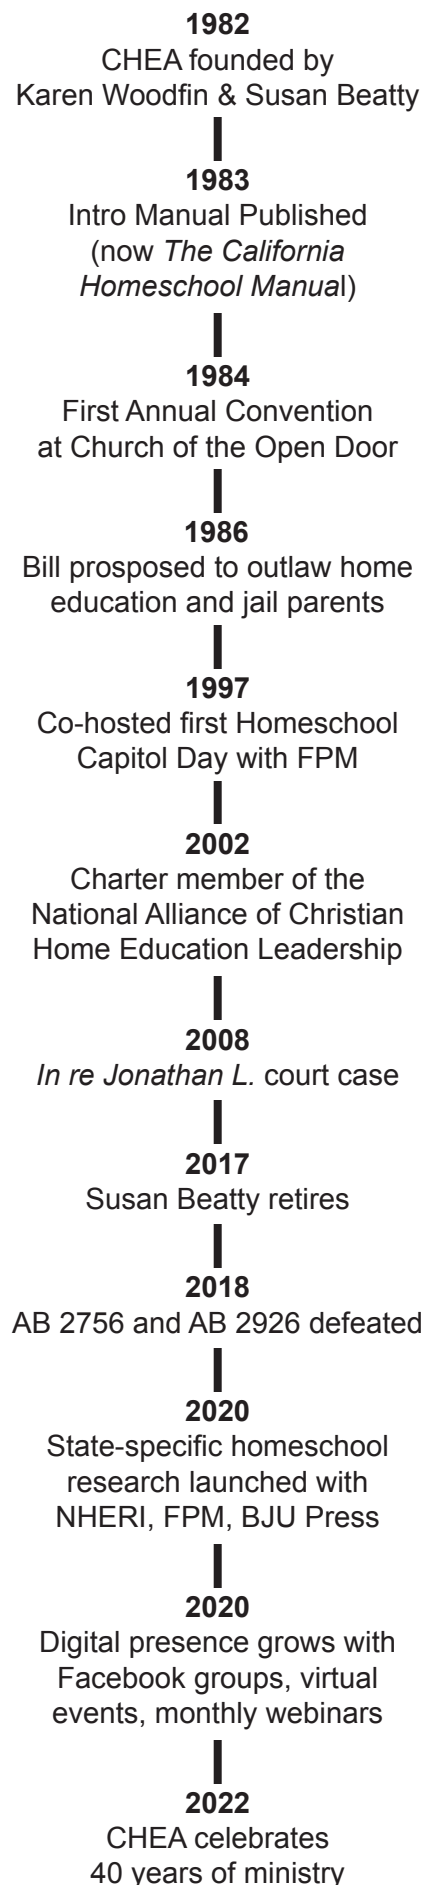 1982
CHEA founded by
Karen Woodfin & Susan Beatty
1983
Intro Manual Published
(now The California
Homeschool Manual)
1984
First Annual Convention
at Church of the Open Door
1986
Bill prosposed to outlaw home
education and jail parents
1997
Co-hosted first Homeschool
Capitol Day with FPM
2002
Charter member of the
National Alliance of Christian
Home Education Leadership
2008
In re Jonathan L. court case
2017
Susan Beatty retires
2018
AB 2756 and AB 2926 defeated
2020
State-specific homeschool
research launched with
NHERI, FPM, BJU Press
2020
Digital presence grows with
Facebook groups, virtual
events, monthly webinars
2022
CHEA celebrates
40 years of ministry